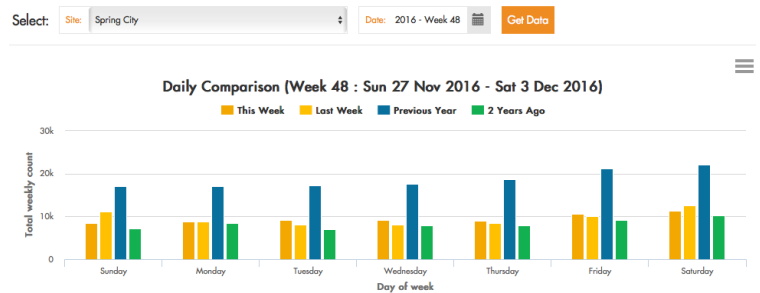 Select: Site: Spring City Date: 2016 - Week 48 Get Data
Daily Comparison (Week 48 : Sun 27 Nov 2016 - Sat 3 Dec 2016)
This Week Last Week Previous Year 2 Years Ago
Total weekly count
30k
20k
10k
0
Sunday Monday Tuesday Wednesday Thursday Friday Saturday
Day of week